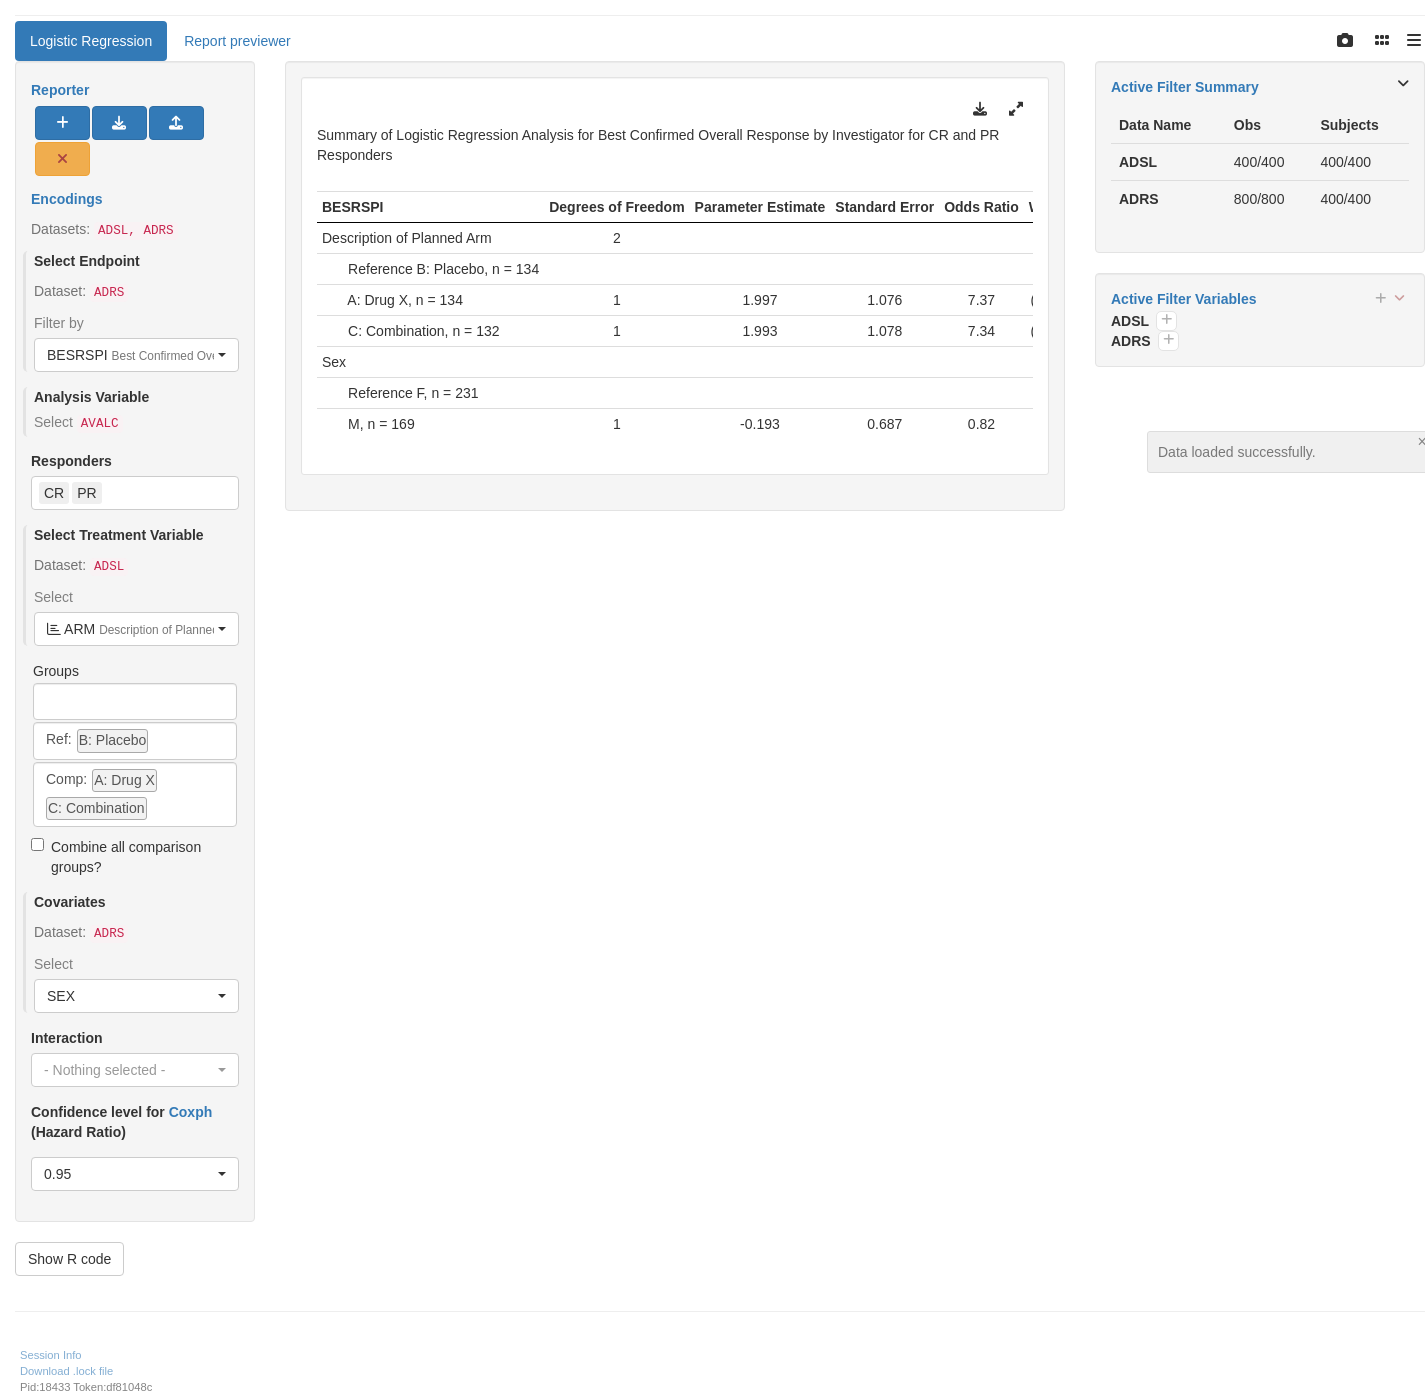 Logistic Regression
Report previewer
Reporter
Encodings
Datasets: ADSL, ADRS
Select Endpoint
Dataset: ADRS
Filter by
BESRSPI Best Confirmed Ove
Analysis Variable
Select AVALC
Responders
CR PR
Select Treatment Variable
Dataset: ADSL
Select
ARM Description of Planned
Groups
Ref: B: Placebo
Comp: A: Drug X
C: Combination
Combine all comparison
groups?
Covariates
Dataset: ADRS
Select
SEX
Interaction
- Nothing selected -
Confidence level for Coxph
(Hazard Ratio)
0.95
Show R code
Summary of Logistic Regression Analysis for Best Confirmed Overall Response by Investigator for CR and PR
Responders
BESRSPI Degrees of Freedom Parameter Estimate Standard Error Odds Ratio
Description of Planned Arm 2
Reference B: Placebo, n = 134
A: Drug X, n = 134 1 1.997 1.076 7.37 (
C: Combination, n = 132 1 1.993 1.078 7.34 (
Sex
Reference F, n = 231
M, n = 169 1 -0.193 0.687 0.82
Active Filter Summary
Data Name Obs Subjects
ADSL 400/400 400/400
ADRS 800/800 400/400
Active Filter Variables
ADSL
ADRS
Data loaded successfully.
Session Info
Download .lock file
Pid:18433 Token:df81048c